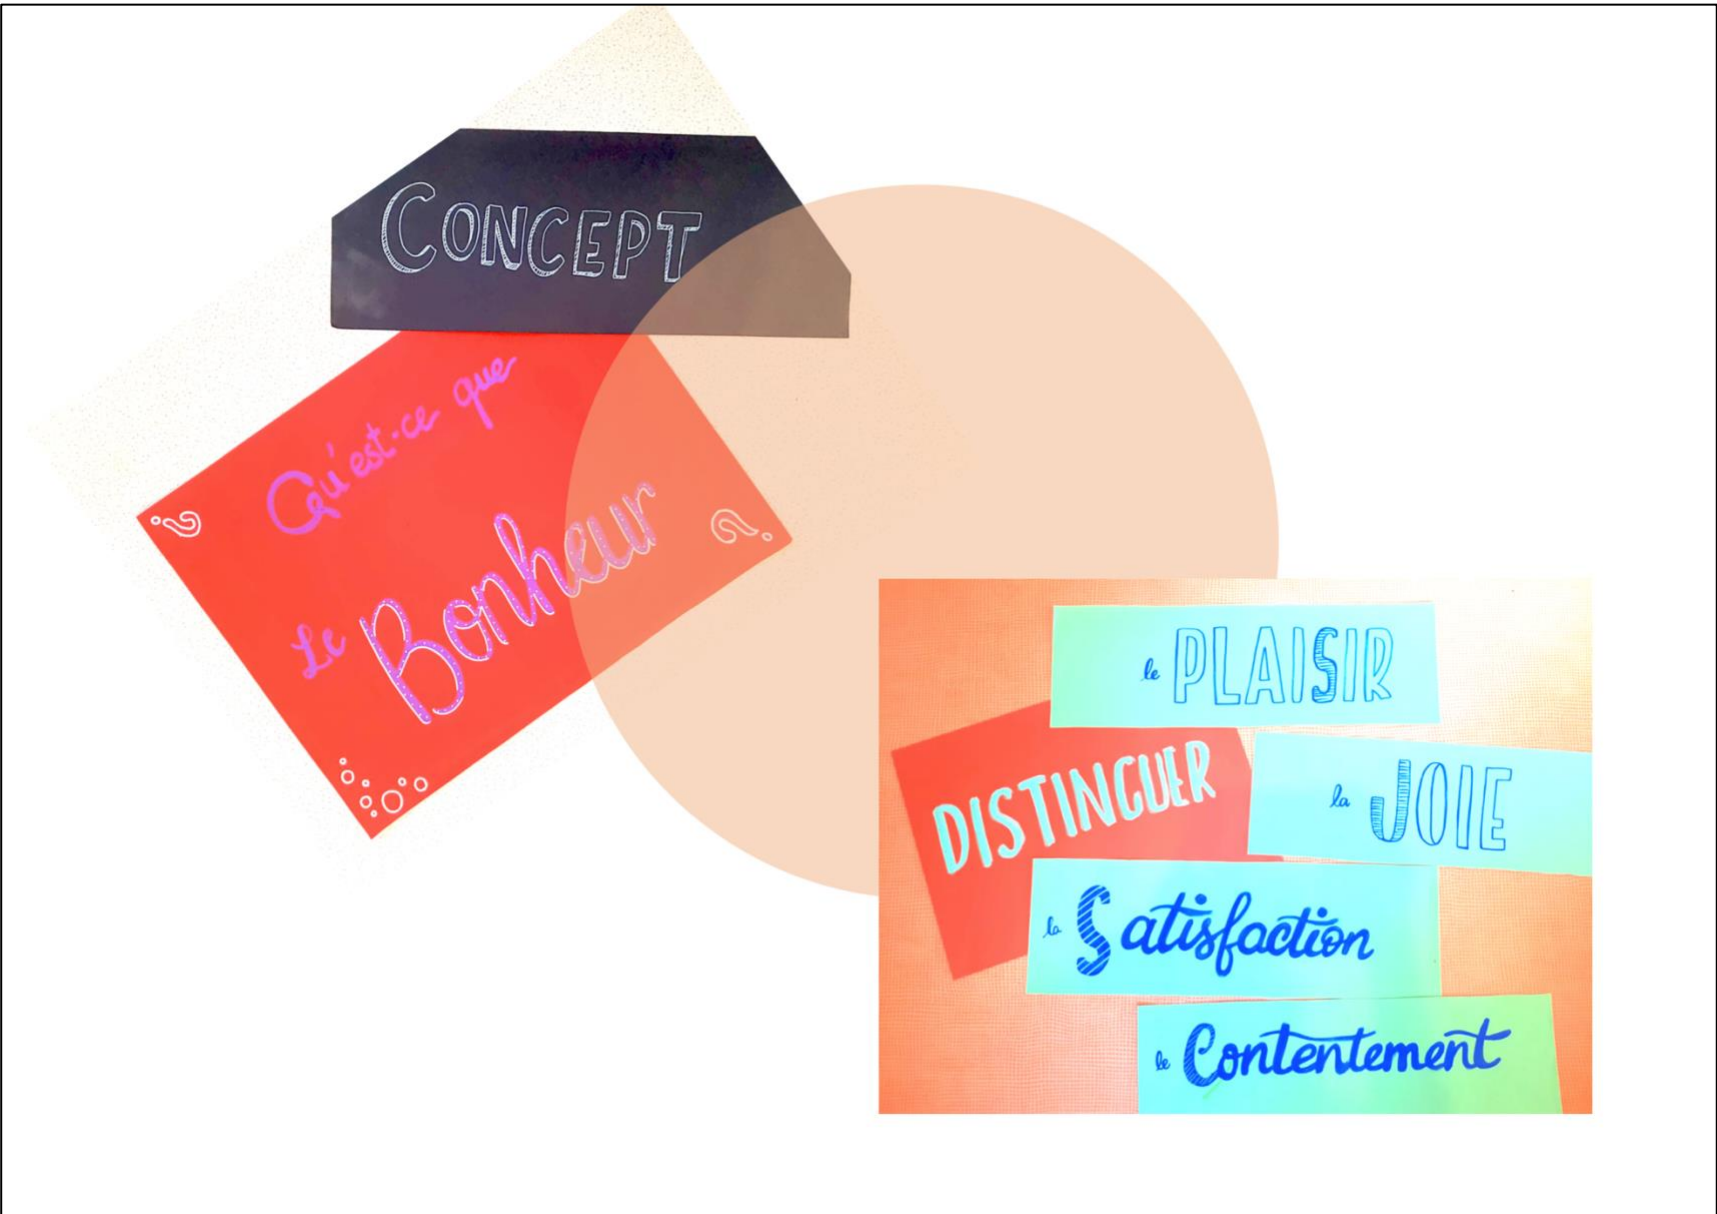 CONCEPT
Qu'est-ce que
Le Bonheur
?
?
le PLAISIR
DISTINGUER
la JOIE
la Satisfaction
le Contentement